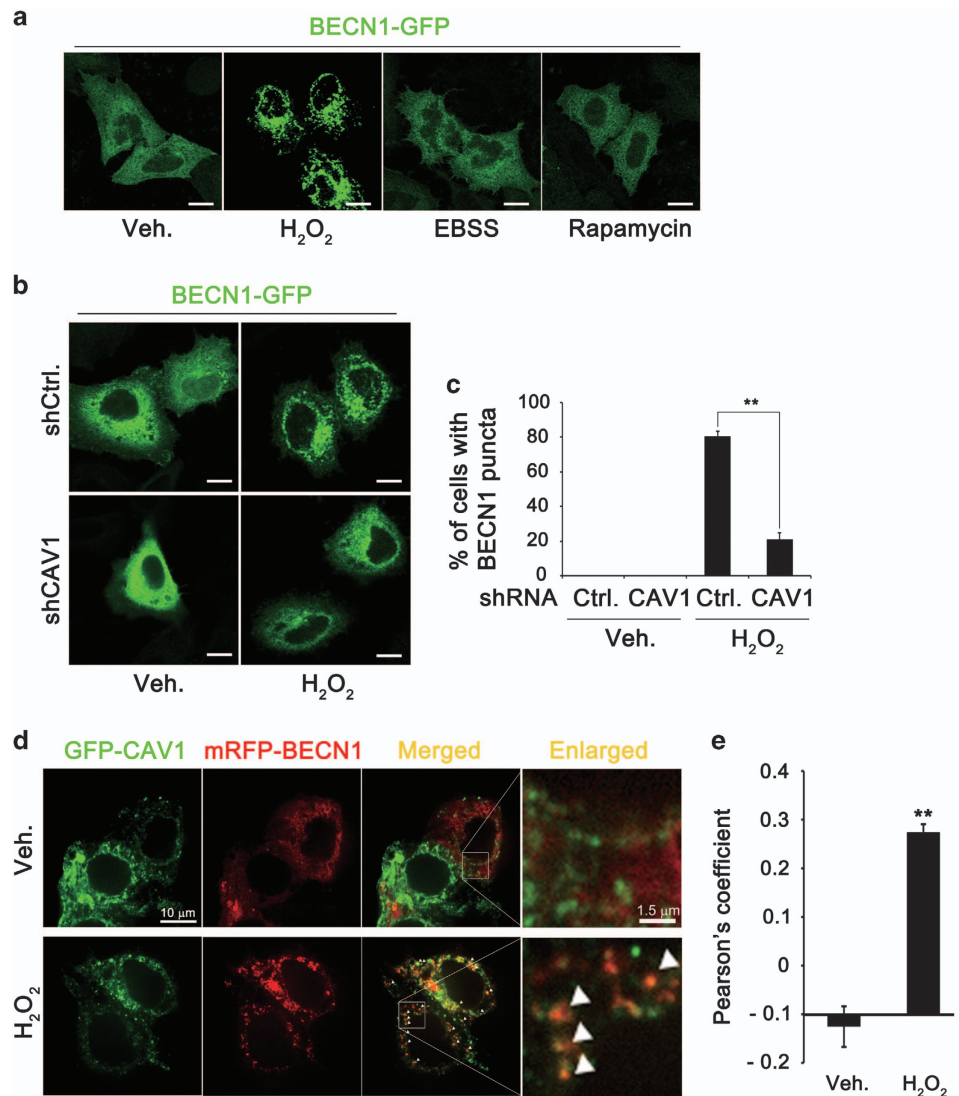 a
BECN1-GFP
Veh. H₂O₂ EBSS Rapamycin
b
BECN1-GFP
shCtrl.
shCAV1
Veh. H₂O₂
c
% of cells with
BECN1 puncta
100
80
60
40
20
0
shRNA Ctrl. CAV1 Ctrl. CAV1
Veh. H₂O₂
**
d
GFP-CAV1 mRFP-BECN1 Merged Enlarged
Veh.
10 µm 1.5 µm
H₂O₂
e
Pearson's coefficient
0.4
0.3
0.2
0.1
0
- 0.1
- 0.2
**
Veh. H₂O₂